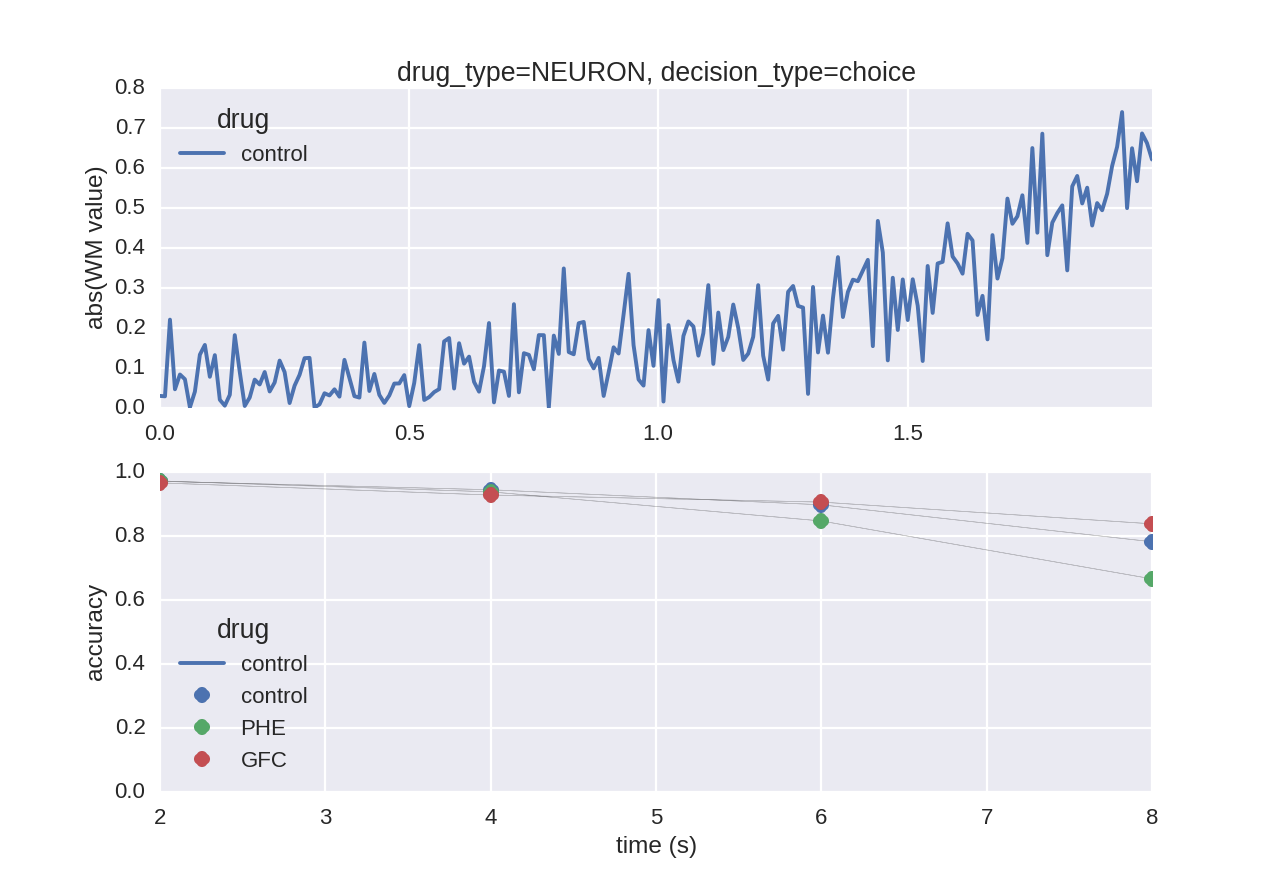 drug_type=NEURON, decision_type=choice
abs(WM value)
0.8
0.7
0.6
0.5
0.4
0.3
0.2
0.1
0.0
drug
control
0.0 0.5 1.0 1.5
accuracy
1.0
0.8
0.6
0.4
0.2
0.0
drug
control
control
PHE
GFC
2 3 4 5 6 7 8
time (s)